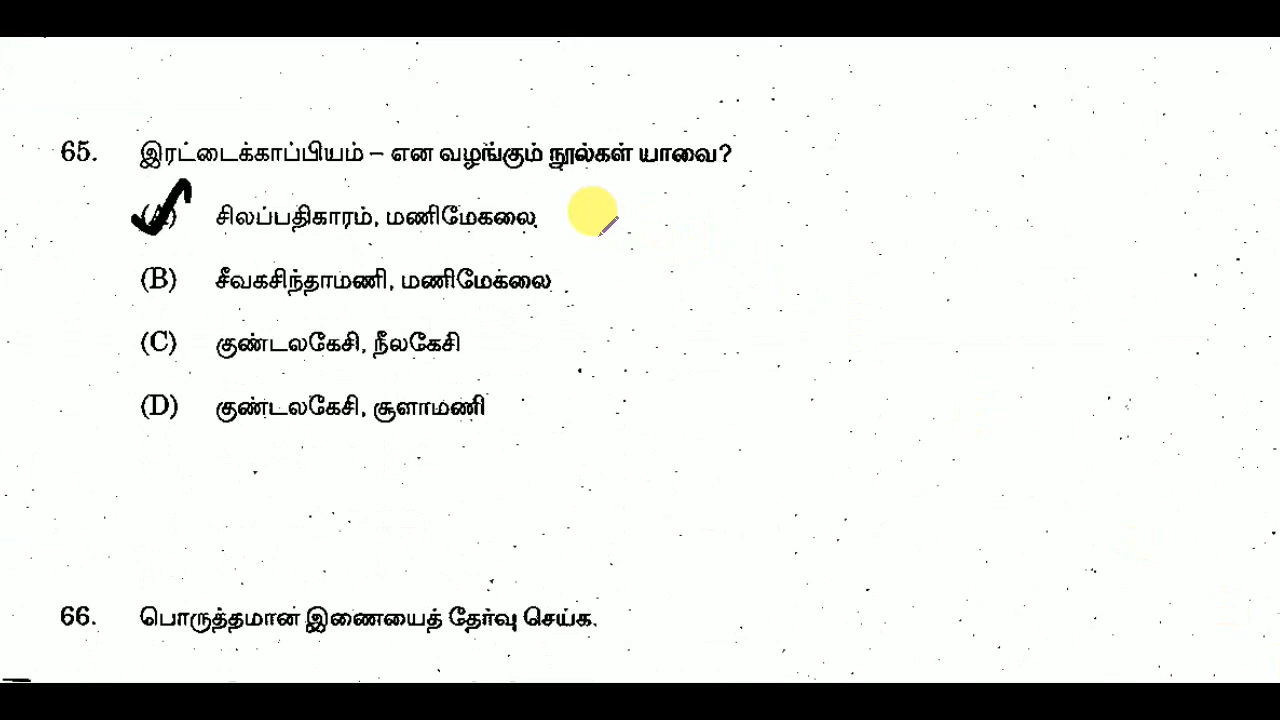 65. இரட்டைக்காப்பியம் – என வழங்கும் நூல்கள் யாவை?
(A) சிலப்பதிகாரம், மணிமேகலை
(B) சீவகசிந்தாமணி, மணிமேகலை
(C) குண்டலகேசி, நீலகேசி
(D) குண்டலகேசி, சூளாமணி
66. பொருத்தமான இணையைத் தேர்வு செய்க.